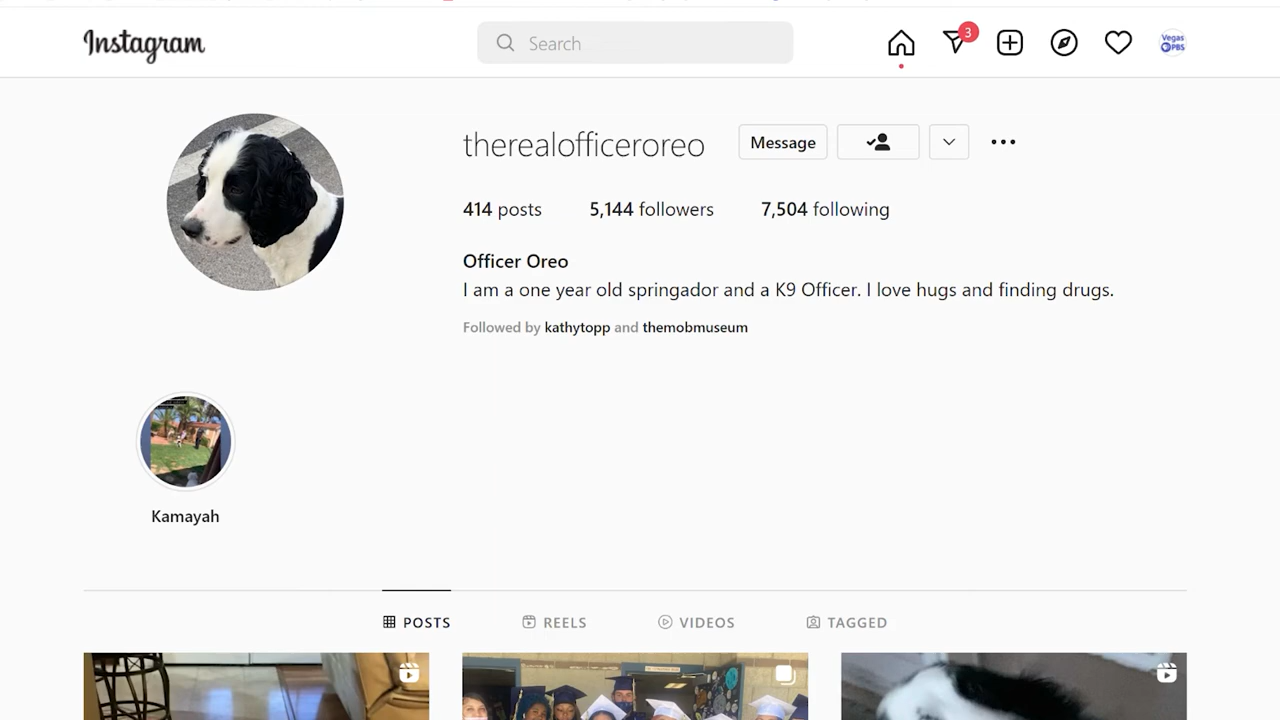 Instagram
Search
3
Vegas
PBS
therealofficeroreo
Message
414 posts
5,144 followers
7,504 following
Officer Oreo
I am a one year old springador and a K9 Officer. I love hugs and finding drugs.
Followed by kathytopp and themobmuseum
Kamayah
POSTS
REELS
VIDEOS
TAGGED